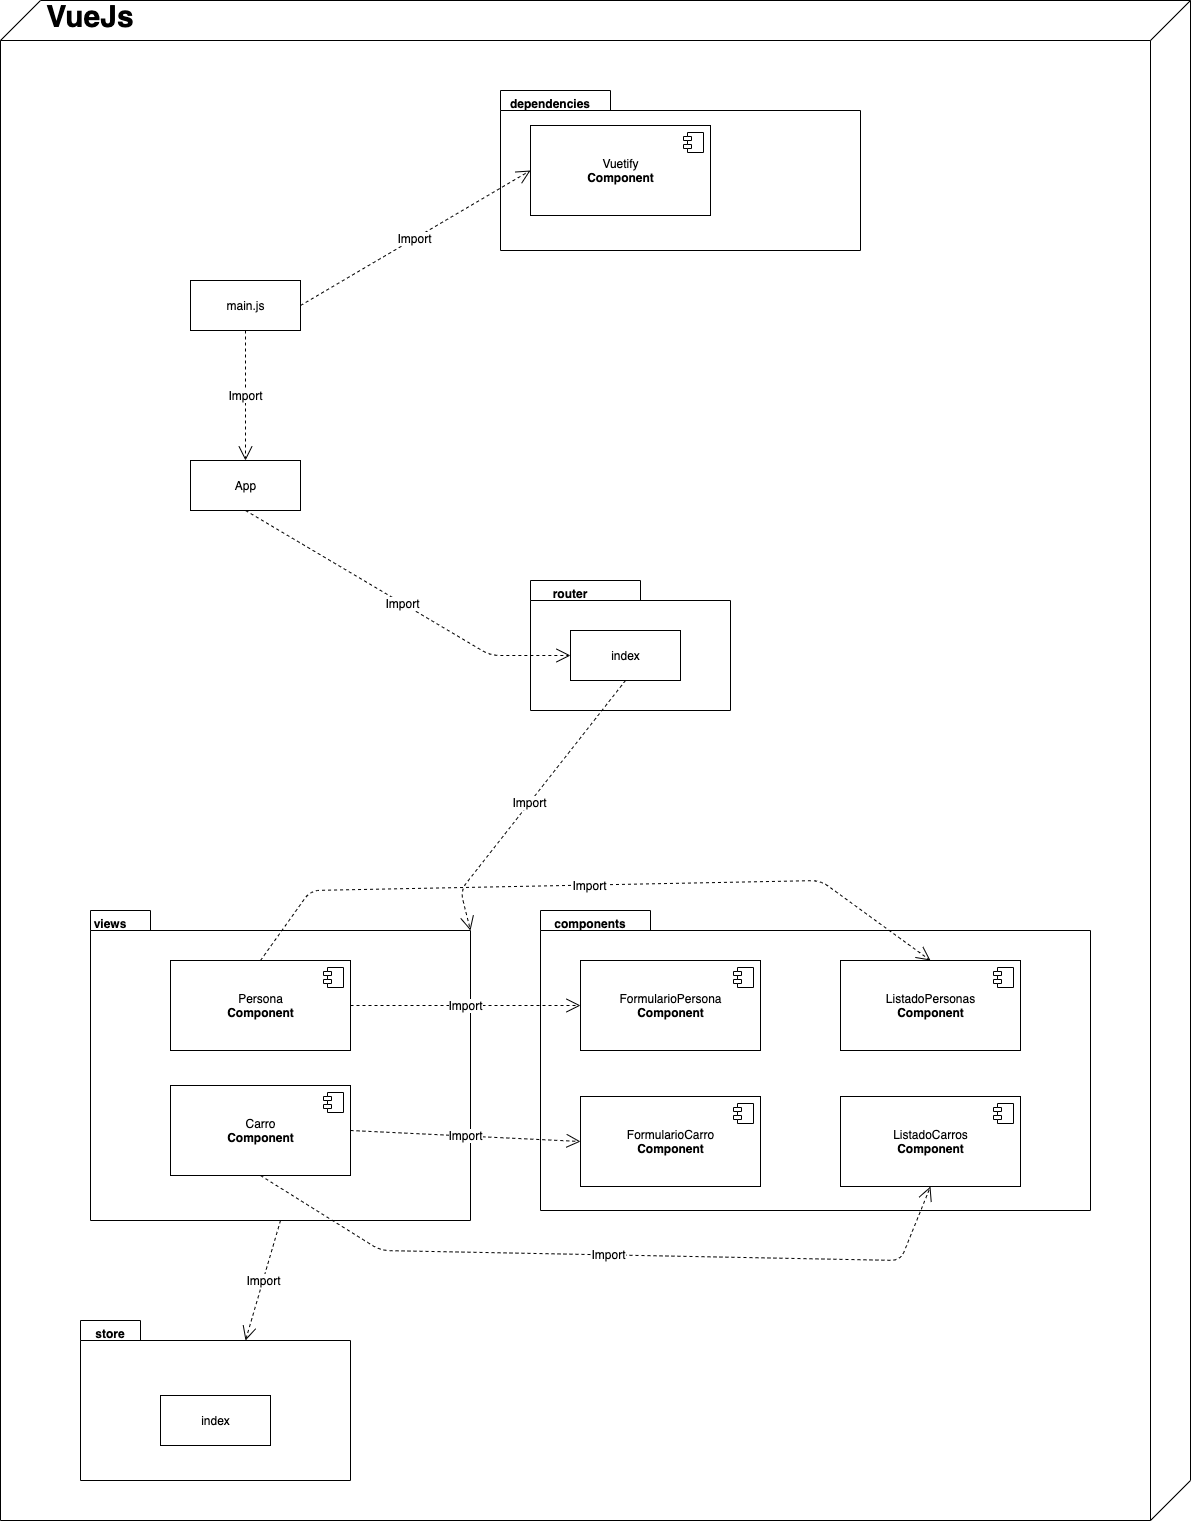 VueJs
dependencies
Vuetify
Component
Import
main.js
Import
App
Import
router
index
Import
Import
views
components
Persona
Component
Import
FormularioPersona
Component
ListadoPersonas
Component
Carro
Component
Import
FormularioCarro
Component
ListadoCarros
Component
Import
Import
store
index